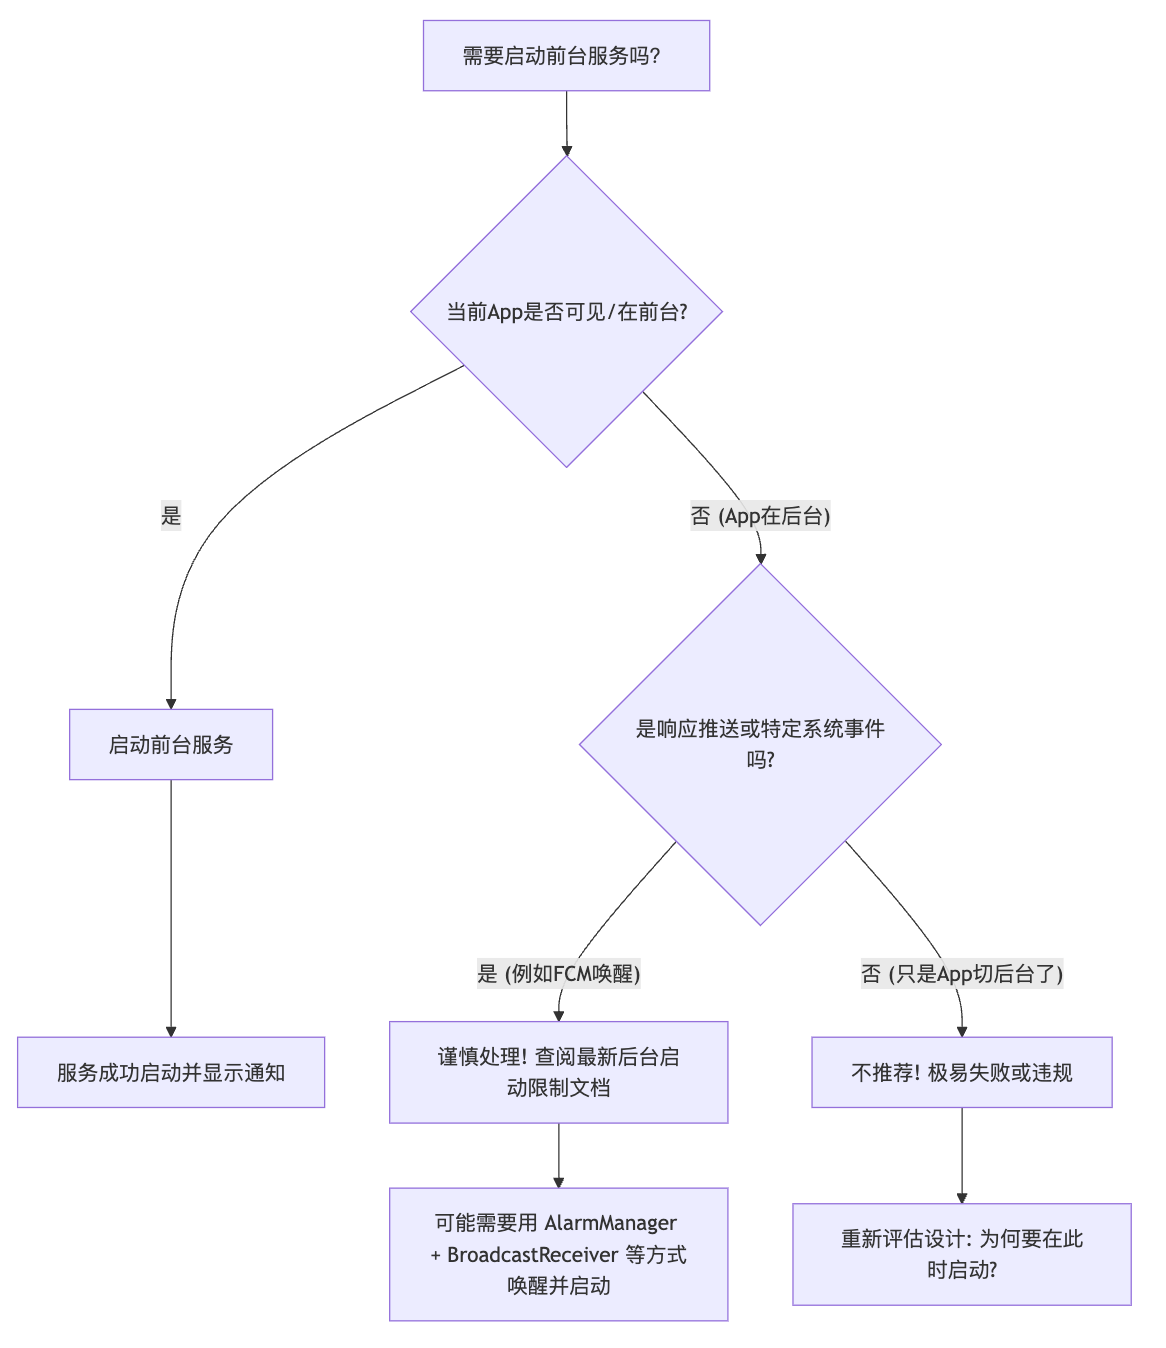 需要启动前台服务吗？
当前App是否可见/在前台?
是
否 (App在后台)
启动前台服务
是响应推送或特定系统事件
吗?
是 (例如FCM唤醒)
否 (只是App切后台了)
服务成功启动并显示通知
谨慎处理! 查阅最新后台启
动限制文档
不推荐! 极易失败或违规
可能需要用 AlarmManager
+ BroadcastReceiver 等方式
唤醒并启动
重新评估设计: 为何要在此
时启动?